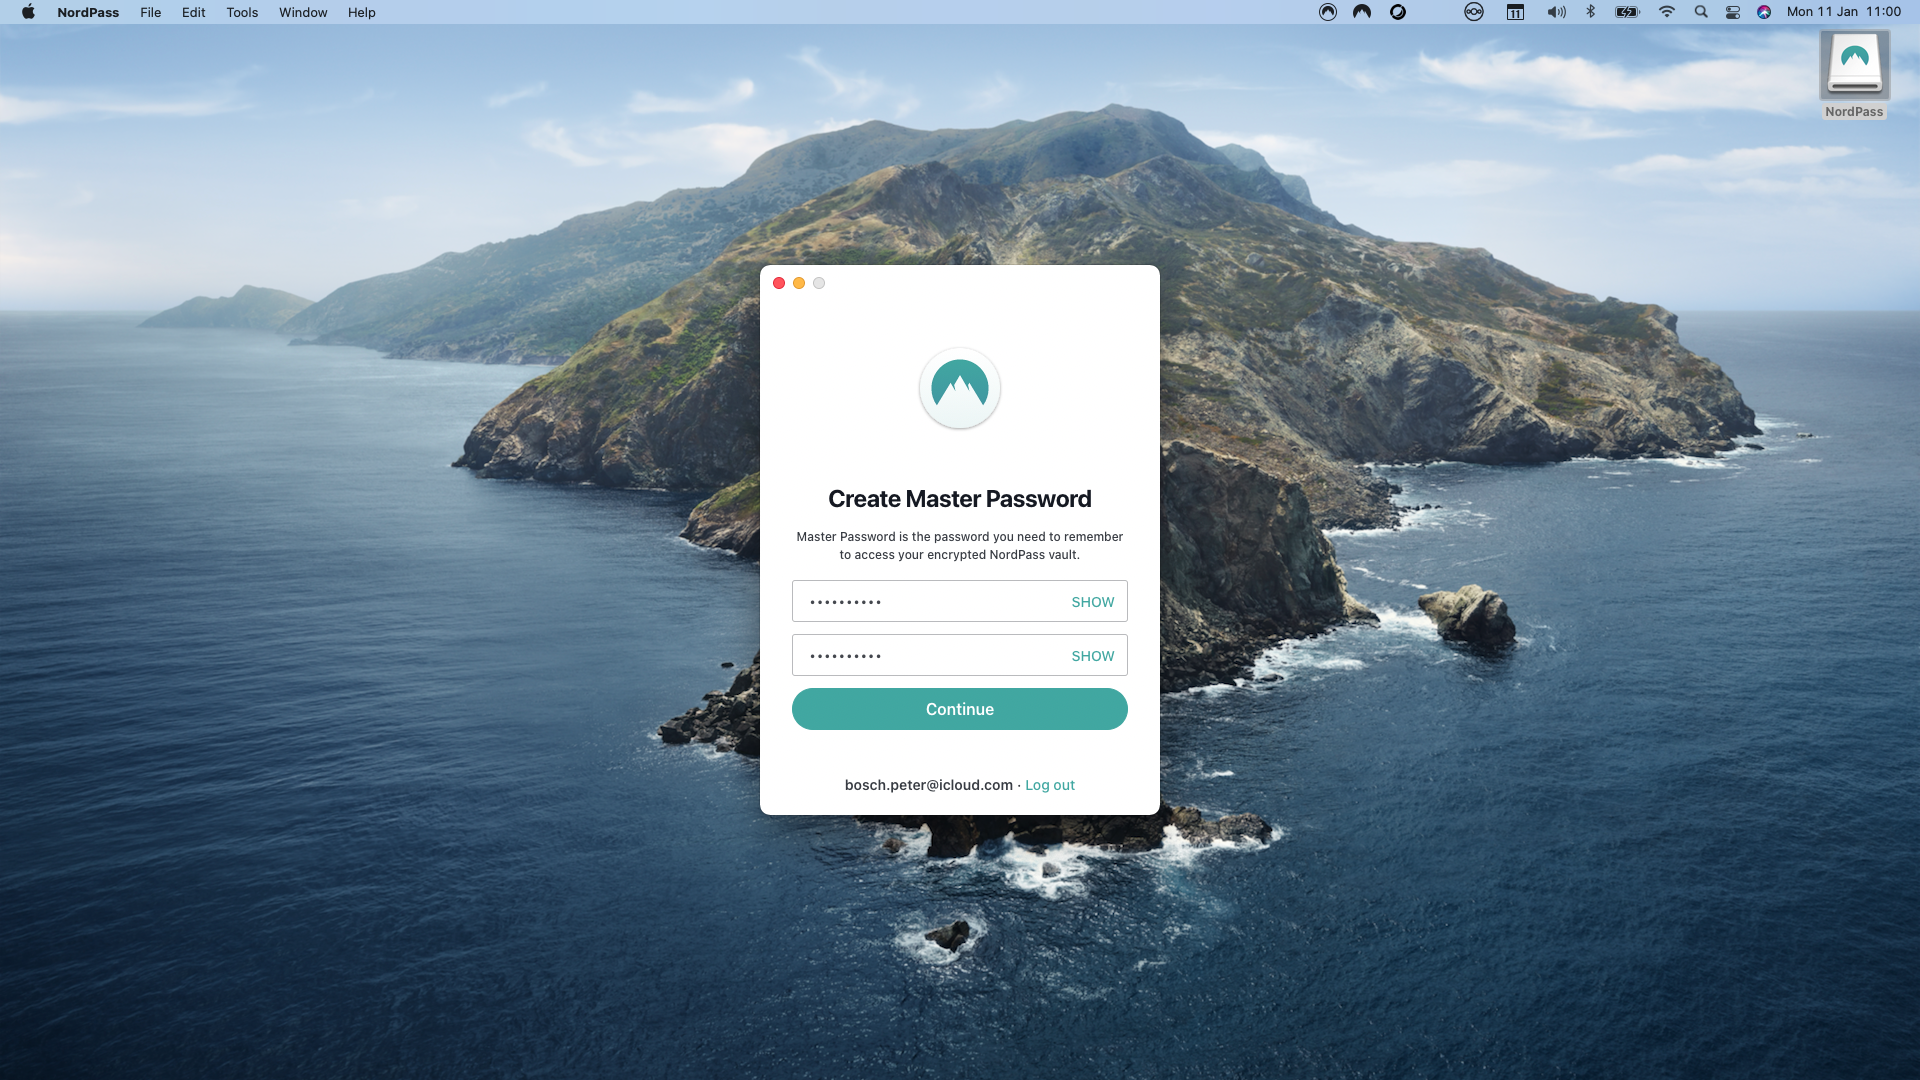 NordPass File Edit Tools Window Help 11 Mon 11 Jan 11:00
NordPass
Create Master Password
Master Password is the password you need to remember
to access your encrypted NordPass vault.
•••••••••• SHOW
•••••••••• SHOW
Continue
bosch.peter@icloud.com · Log out